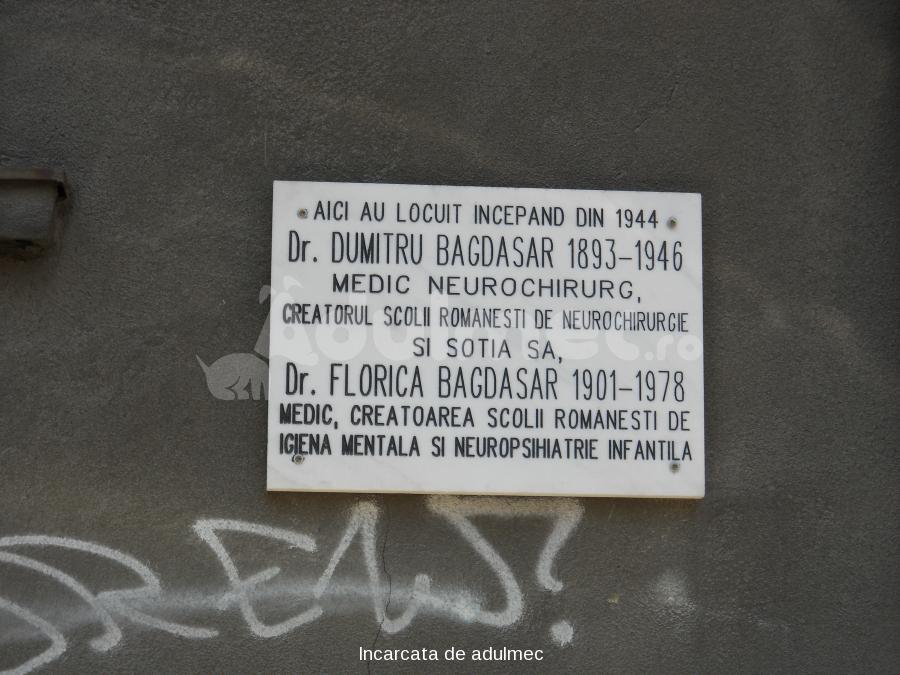 AICI AU LOCUIT INCEPAND DIN 1944
Dr. DUMITRU BAGDASAR 1893–1946
MEDIC NEUROCHIRURG,
CREATORUL SCOLII ROMANESTI DE NEUROCHIRURGIE
SI SOTIA SA,
Dr. FLORICA BAGDASAR 1901–1978
MEDIC, CREATOAREA SCOLII ROMANESTI DE
IGIENA MENTALA SI NEUROPSIHIATRIE INFANTILA
Adulmec.ro
Incarcata de adulmec